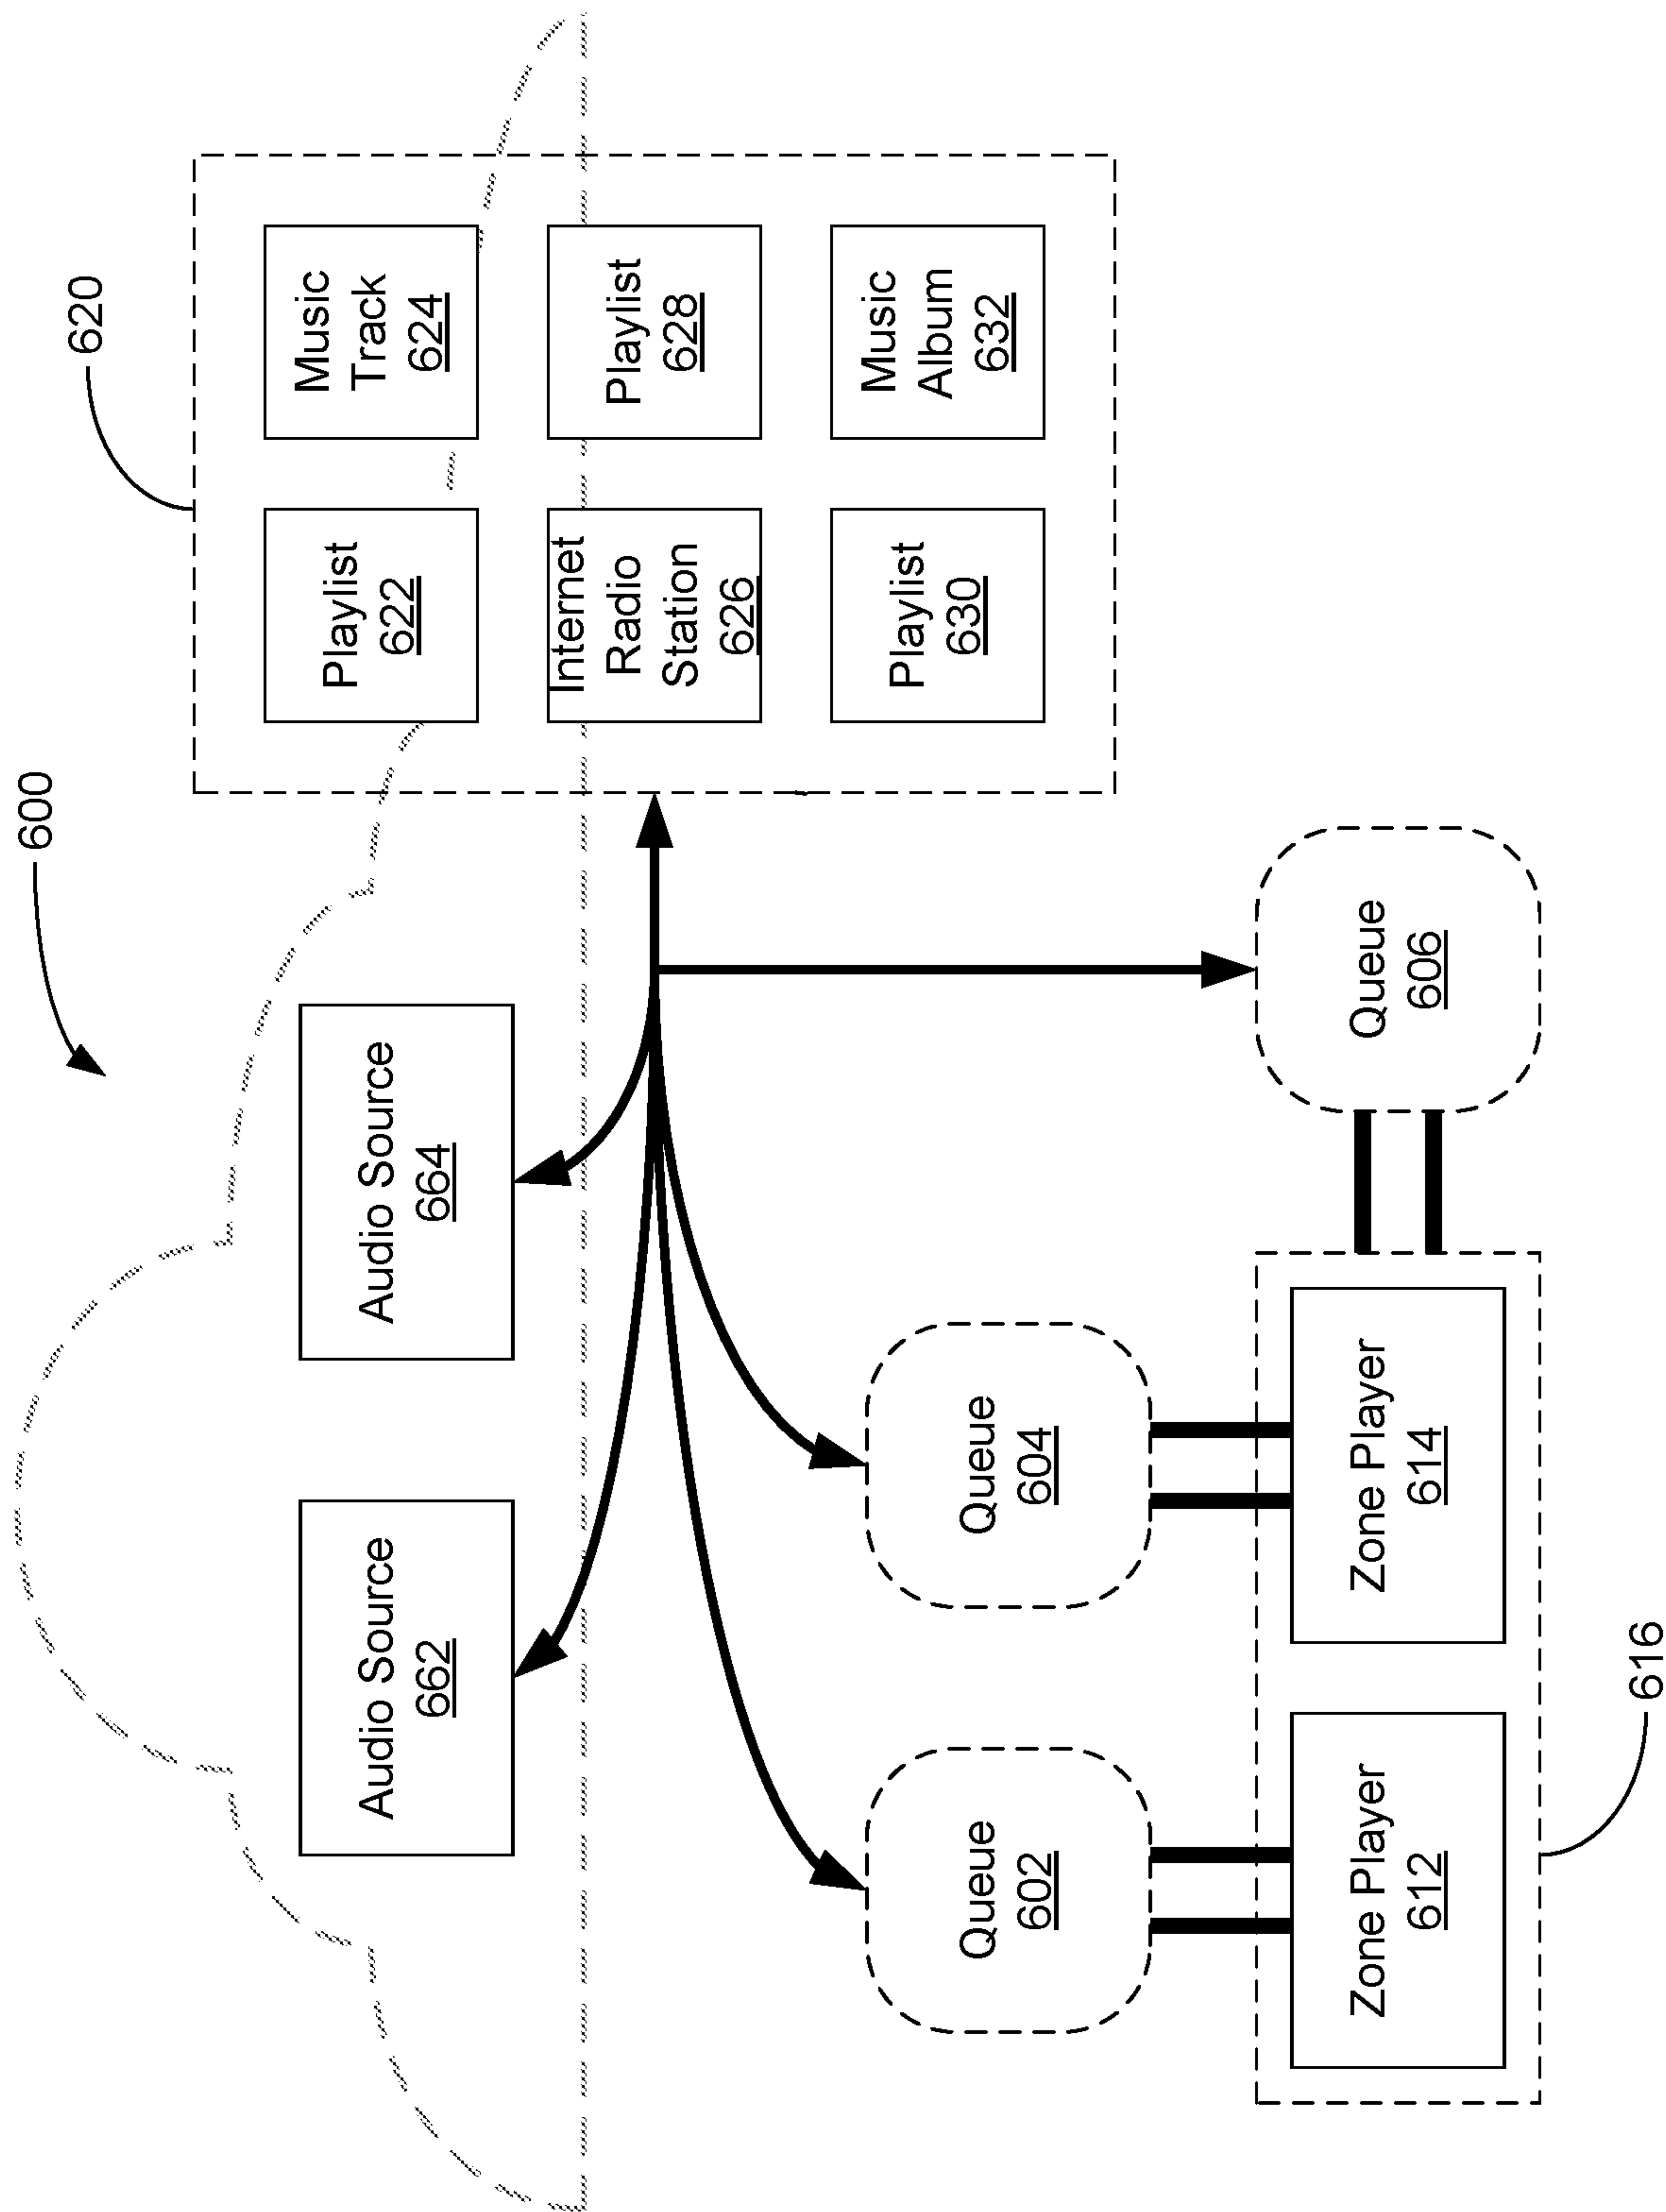 600
620
Audio Source
662
Audio Source
664
Playlist
622
Music
Track
624
Internet
Radio
Station
626
Playlist
628
Playlist
630
Music
Album
632
Queue
602
Queue
604
Queue
606
Zone Player
612
Zone Player
614
616